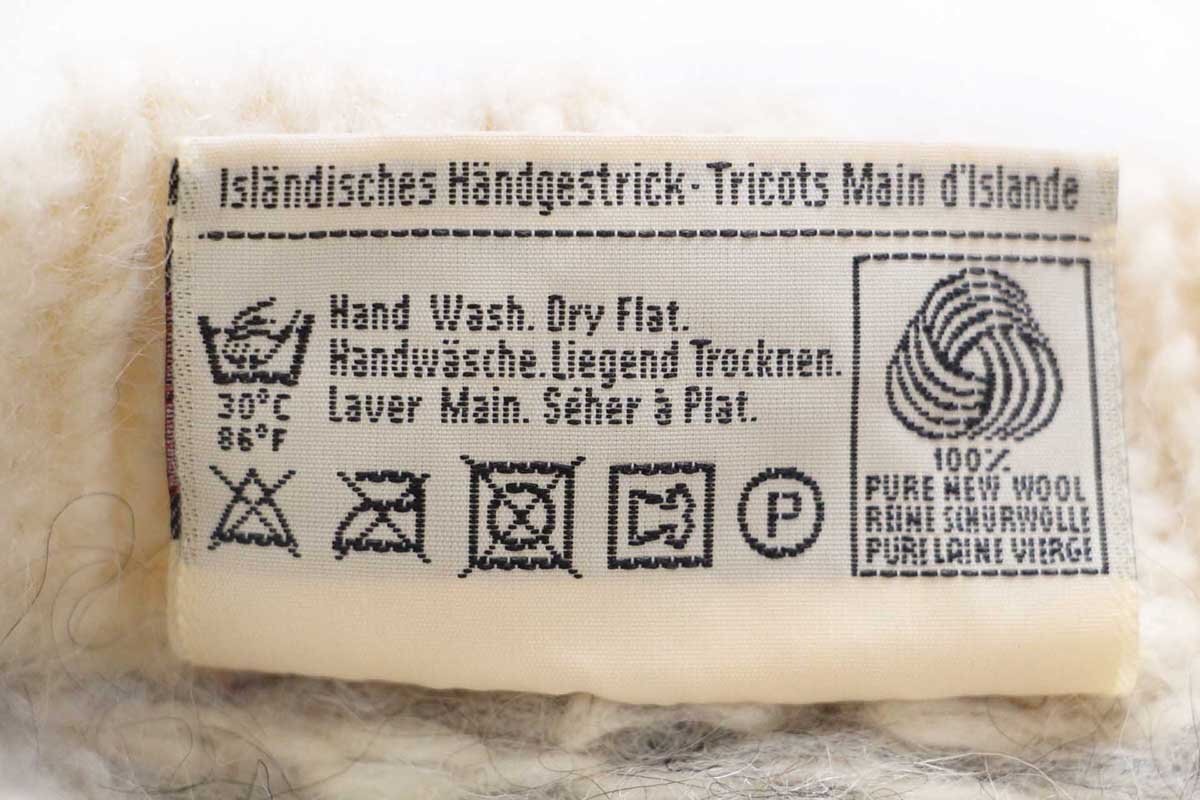 Isländisches Händgestrick - Tricots Main d'Islande
Hand Wash. Dry Flat.
Handwäsche. Liegend Trocknen.
Laver Main. Séher à Plat.
30°C
86°F
P
100%
PURE NEW WOOL
REINE SCHURWOLLE
PURE LAINE VIERGE